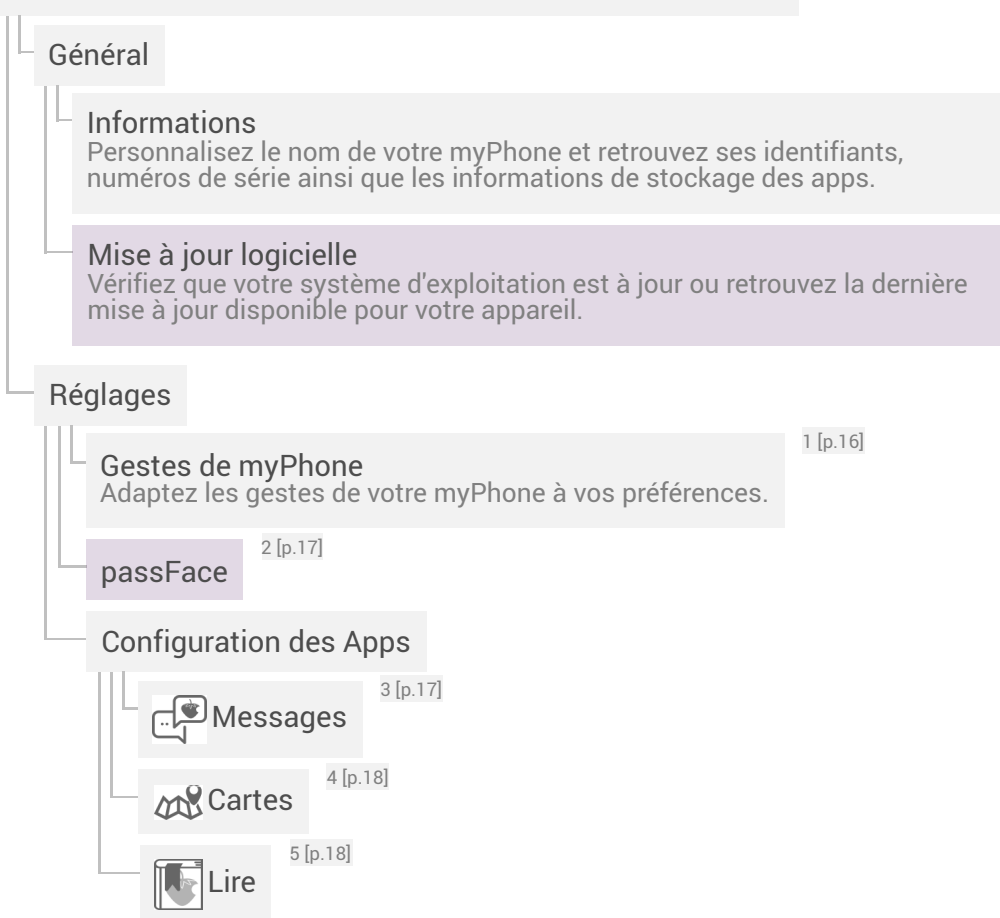 Général
Informations
Personnalisez le nom de votre myPhone et retrouvez ses identifiants,
numéros de série ainsi que les informations de stockage des apps.
Mise à jour logicielle
Vérifiez que votre système d'exploitation est à jour ou retrouvez la dernière
mise à jour disponible pour votre appareil.
Réglages
1 [p.16]
Gestes de myPhone
Adaptez les gestes de votre myPhone à vos préférences.
2 [p.17]
passFace
Configuration des Apps
3 [p.17]
Messages
4 [p.18]
Cartes
5 [p.18]
Lire